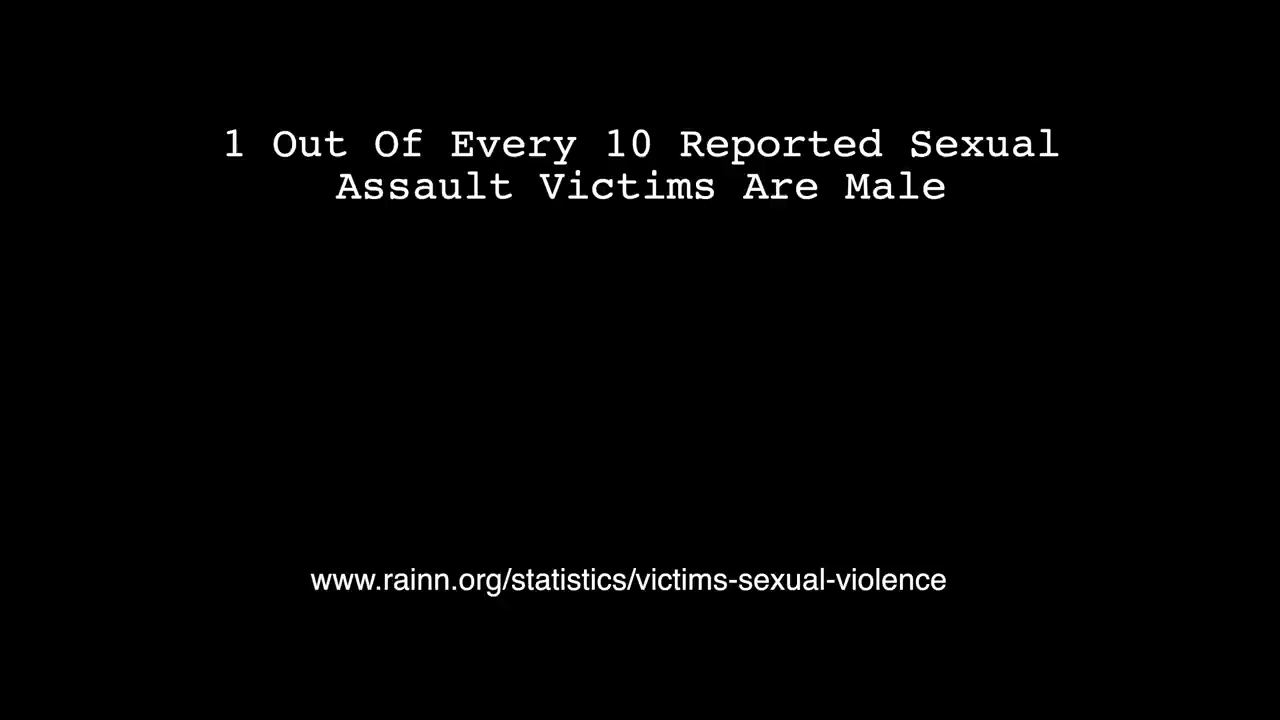 1 Out Of Every 10 Reported Sexual
Assault Victims Are Male
www.rainn.org/statistics/victims-sexual-violence